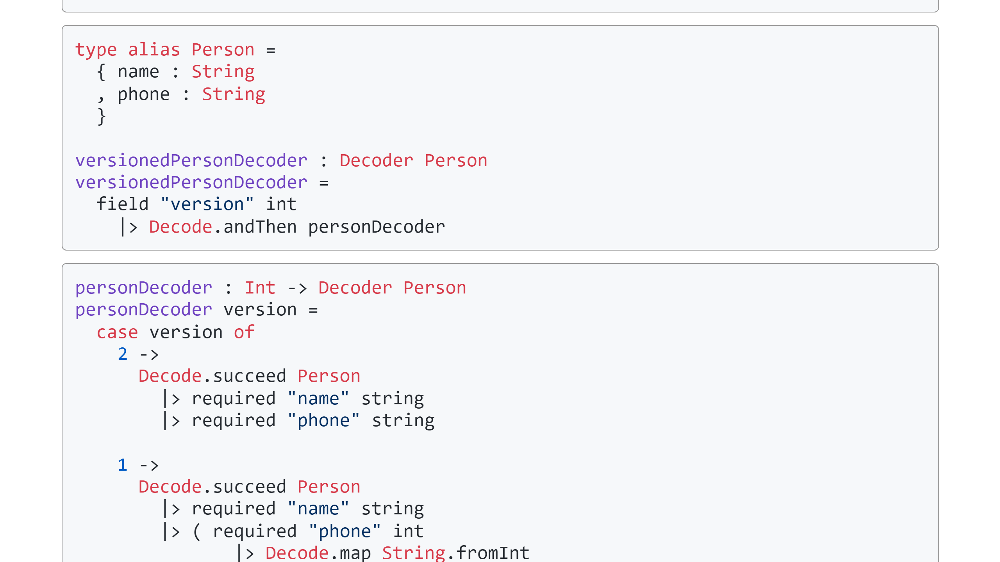 type alias Person =
  { name : String
  , phone : String
  }

versionedPersonDecoder : Decoder Person
versionedPersonDecoder =
  field "version" int
    |> Decode.andThen personDecoder

personDecoder : Int -> Decoder Person
personDecoder version =
  case version of
    2 ->
      Decode.succeed Person
        |> required "name" string
        |> required "phone" string

    1 ->
      Decode.succeed Person
        |> required "name" string
        |> ( required "phone" int
               |> Decode.map String.fromInt